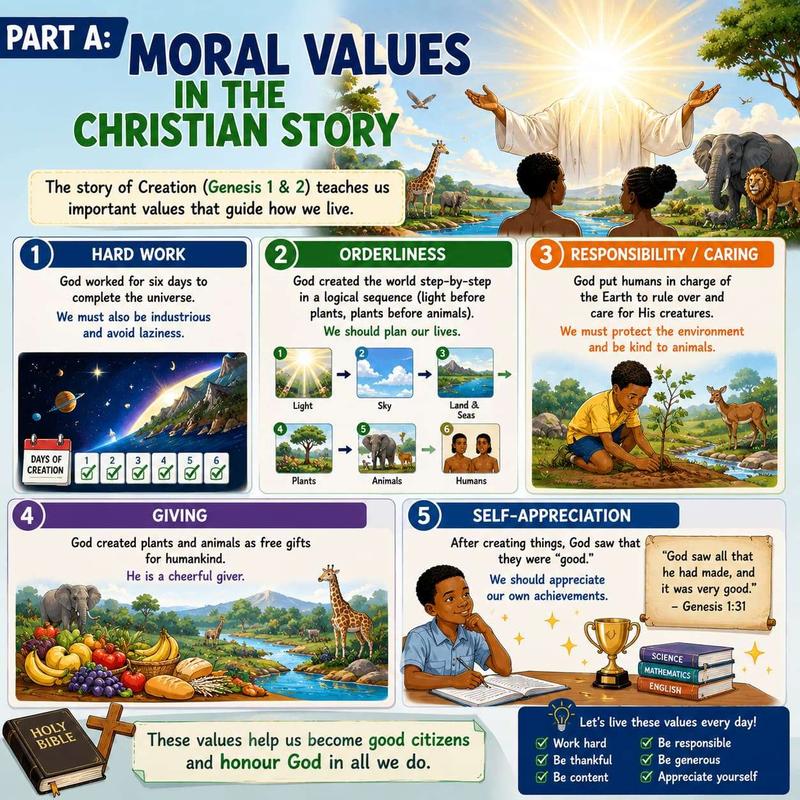 PART A:
MORAL VALUES
IN THE
CHRISTIAN STORY
The story of Creation (Genesis 1 & 2) teaches us
important values that guide how we live.
1 HARD WORK
God worked for six days to
complete the universe.
We must also be industrious
and avoid laziness.
DAYS OF
CREATION
1 2 3 4 5 6
2 ORDERLINESS
God created the world step-by-step
in a logical sequence (light before
plants, plants before animals).
We should plan our lives.
1 2 3
Light Sky Land &
Seas
4 5 6
Plants Animals Humans
3 RESPONSIBILITY / CARING
God put humans in charge of
the Earth to rule over and
care for His creatures.
We must protect the environment
and be kind to animals.
4 GIVING
God created plants and animals as free gifts
for humankind.
He is a cheerful giver.
5 SELF-APPRECIATION
After creating things, God saw that
they were “good.”
We should appreciate
our own achievements.
“God saw all that
he had made, and
it was very good.”
– Genesis 1:31
SCIENCE
MATHEMATICS
ENGLISH
HOLY
BIBLE
These values help us become good citizens
and honour God in all we do.
Let's live these values every day!
Work hard
Be thankful
Be content
Be responsible
Be generous
Appreciate yourself